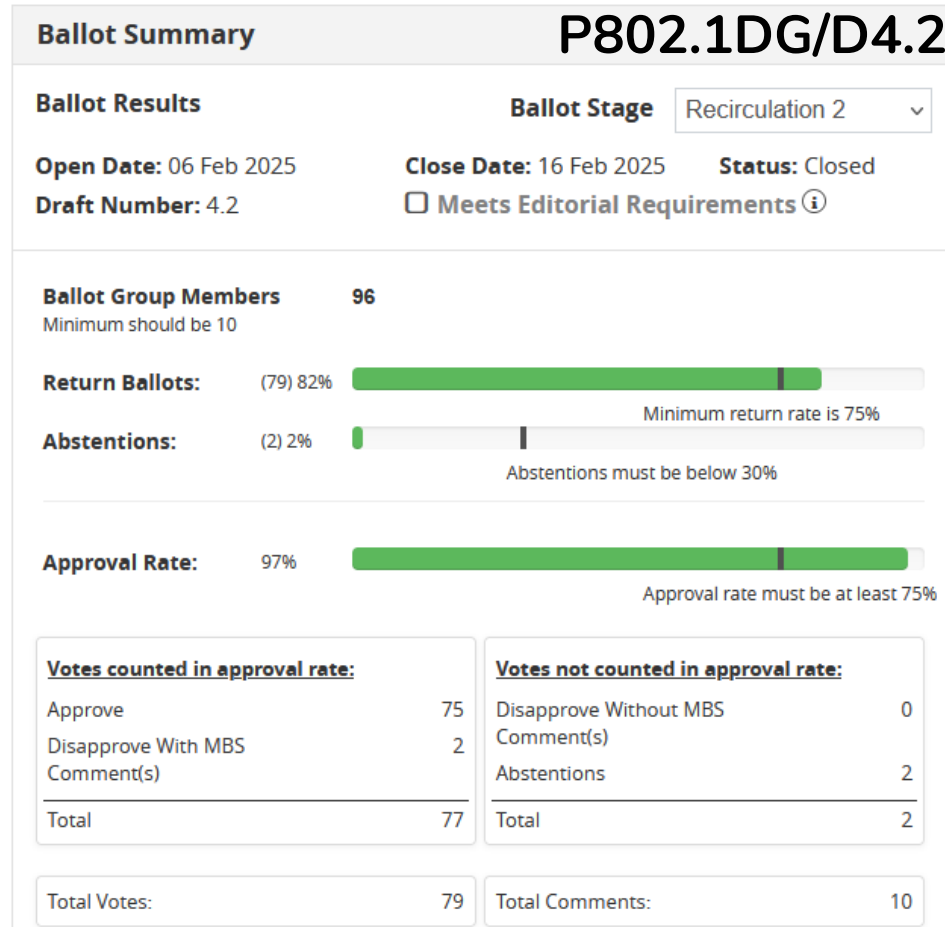 Ballot Summary P802.1DG/D4.2
Ballot Results Ballot Stage Recirculation 2
Open Date: 06 Feb 2025 Close Date: 16 Feb 2025 Status: Closed
Draft Number: 4.2 Meets Editorial Requirements
Ballot Group Members 96
Minimum should be 10
Return Ballots: (79) 82%
Minimum return rate is 75%
Abstentions: (2) 2%
Abstentions must be below 30%
Approval Rate: 97%
Approval rate must be at least 75%
Votes counted in approval rate:
Approve 75
Disapprove With MBS 2
Comment(s)
Total 77
Votes not counted in approval rate:
Disapprove Without MBS 0
Comment(s)
Abstentions 2
Total 2
Total Votes: 79
Total Comments: 10